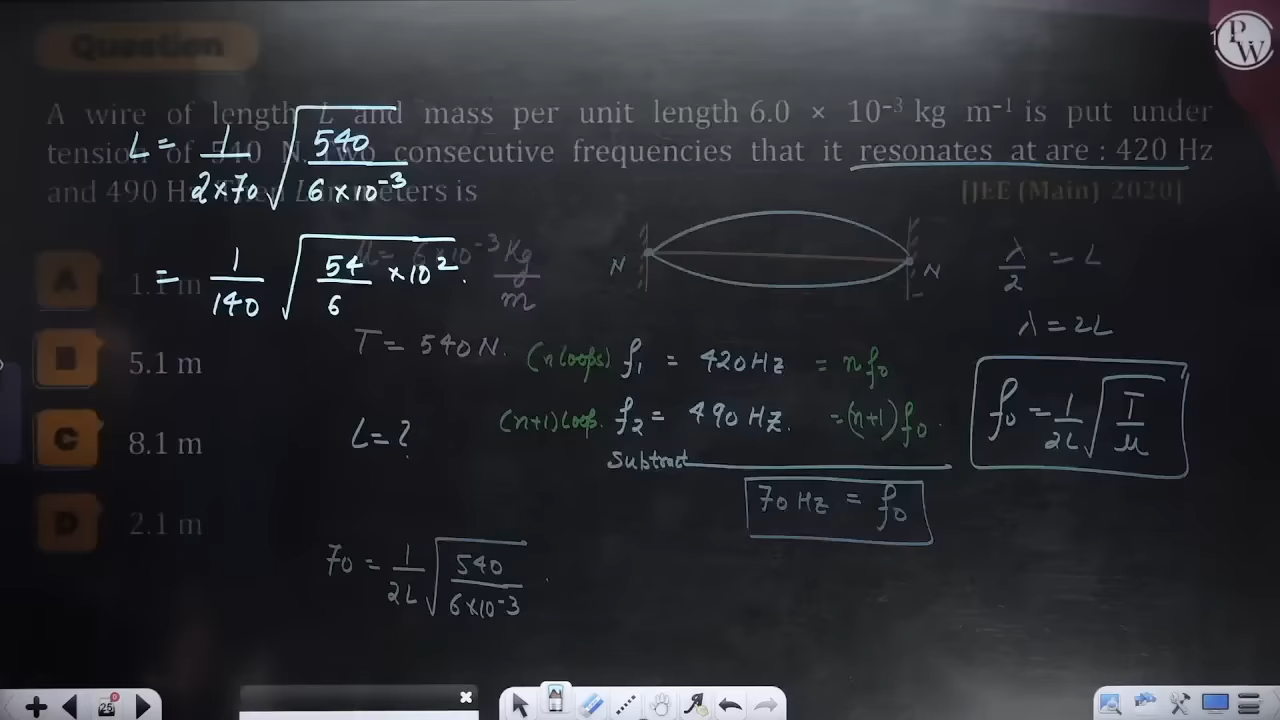 Question
A wire of length L and mass per unit length 6.0 × 10⁻³ kg m⁻¹ is put under
tension of 540 N. Two consecutive frequencies that it resonates at are : 420 Hz
and 490 Hz. Then L in meters is [JEE (Main) 2020]
L = 1/(2×70) √(540/(6×10⁻³))
= 1/140 √(54/6 ×10²).
μ = 6×10⁻³ Kg/m
A 1.1 m
B 5.1 m
C 8.1 m
D 2.1 m
T = 540 N.
L = ?
N N
λ/2 = L
λ = 2L
(n loops) f₁ = 420 Hz = n f₀
(n+1) Loop. f₂ = 490 Hz. = (n+1) f₀.
Subtract
70 Hz = f₀
f₀ = 1/2L √(T/μ)
70 = 1/2L √(540/(6×10⁻³)) .
PW
25